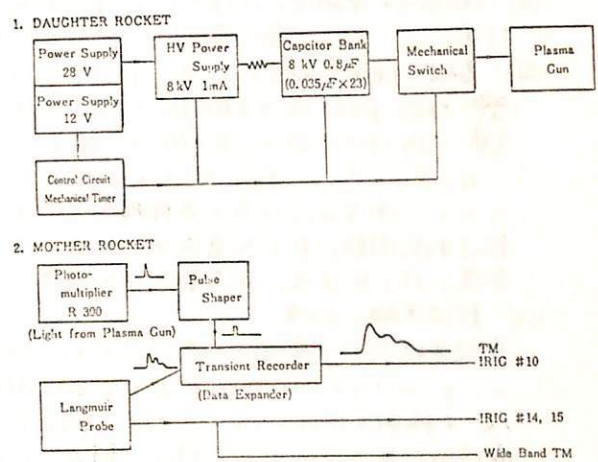 1. DAUGHTER ROCKET
Power Supply
28 V
Power Supply
12 V
Control Circuit
Mechanical Timer
HV Power
Supply
8 kV 1mA
Capcitor Bank
8 kV 0.8μF
(0.035μF×23)
Mechanical
Switch
Plasma
Gun
2. MOTHER ROCKET
Photo-
multiplier
R 300
(Light from Plasma Gun)
Pulse
Shaper
Transient Recorder
(Data Expander)
Langmuir
Probe
TM
IRIG #10
IRIG #14, 15
Wide Band TM